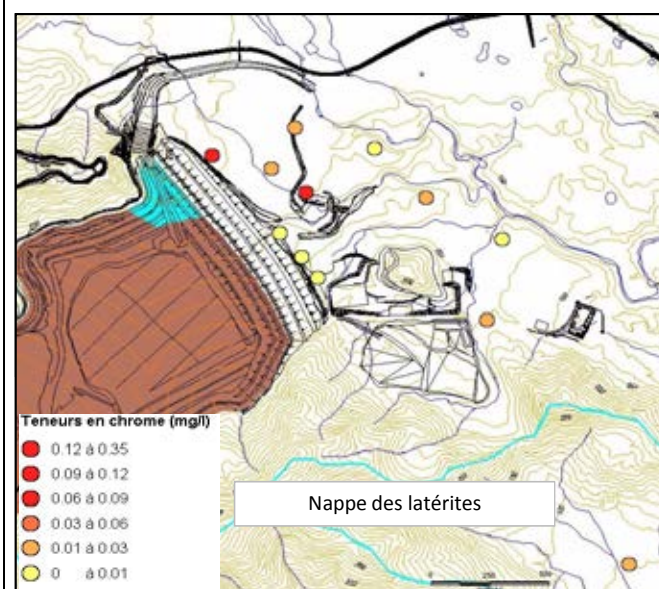 Teneurs en chrome (mg/l)
0.12 à 0.35
0.09 à 0.12
0.06 à 0.09
0.03 à 0.06
0.01 à 0.03
0 à 0.01
Nappe des latérites